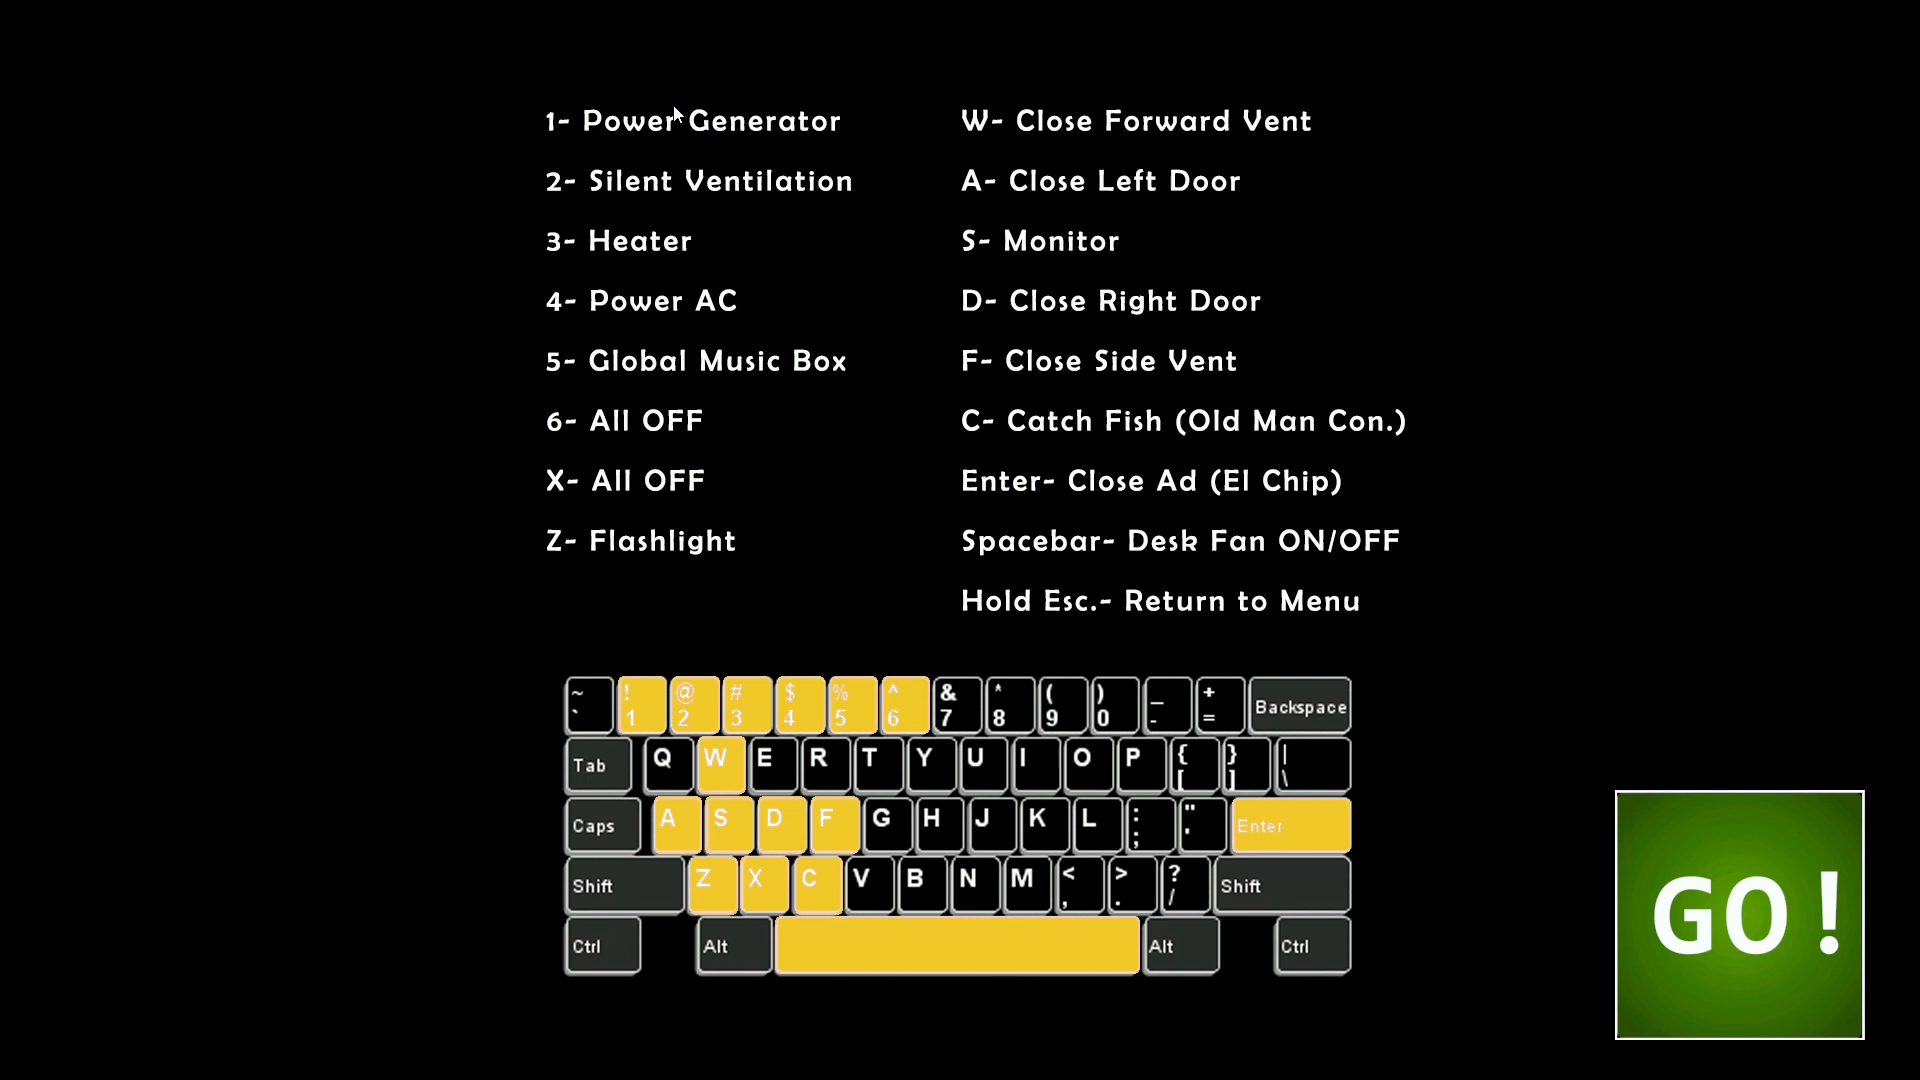 1- Power Generator
2- Silent Ventilation
3- Heater
4- Power AC
5- Global Music Box
6- All OFF
X- All OFF
Z- Flashlight
W- Close Forward Vent
A- Close Left Door
S- Monitor
D- Close Right Door
F- Close Side Vent
C- Catch Fish (Old Man Con.)
Enter- Close Ad (El Chip)
Spacebar- Desk Fan ON/OFF
Hold Esc.- Return to Menu
~ ! @ # $ % ^ & * ( ) _ +
` 1 2 3 4 5 6 7 8 9 0 - = Backspace
Tab Q W E R T Y U I O P { } |
[ ] \
Caps A S D F G H J K L : " Enter
; '
Shift Z X C V B N M < > ? Shift
, . /
Ctrl Alt Alt Ctrl
GO!